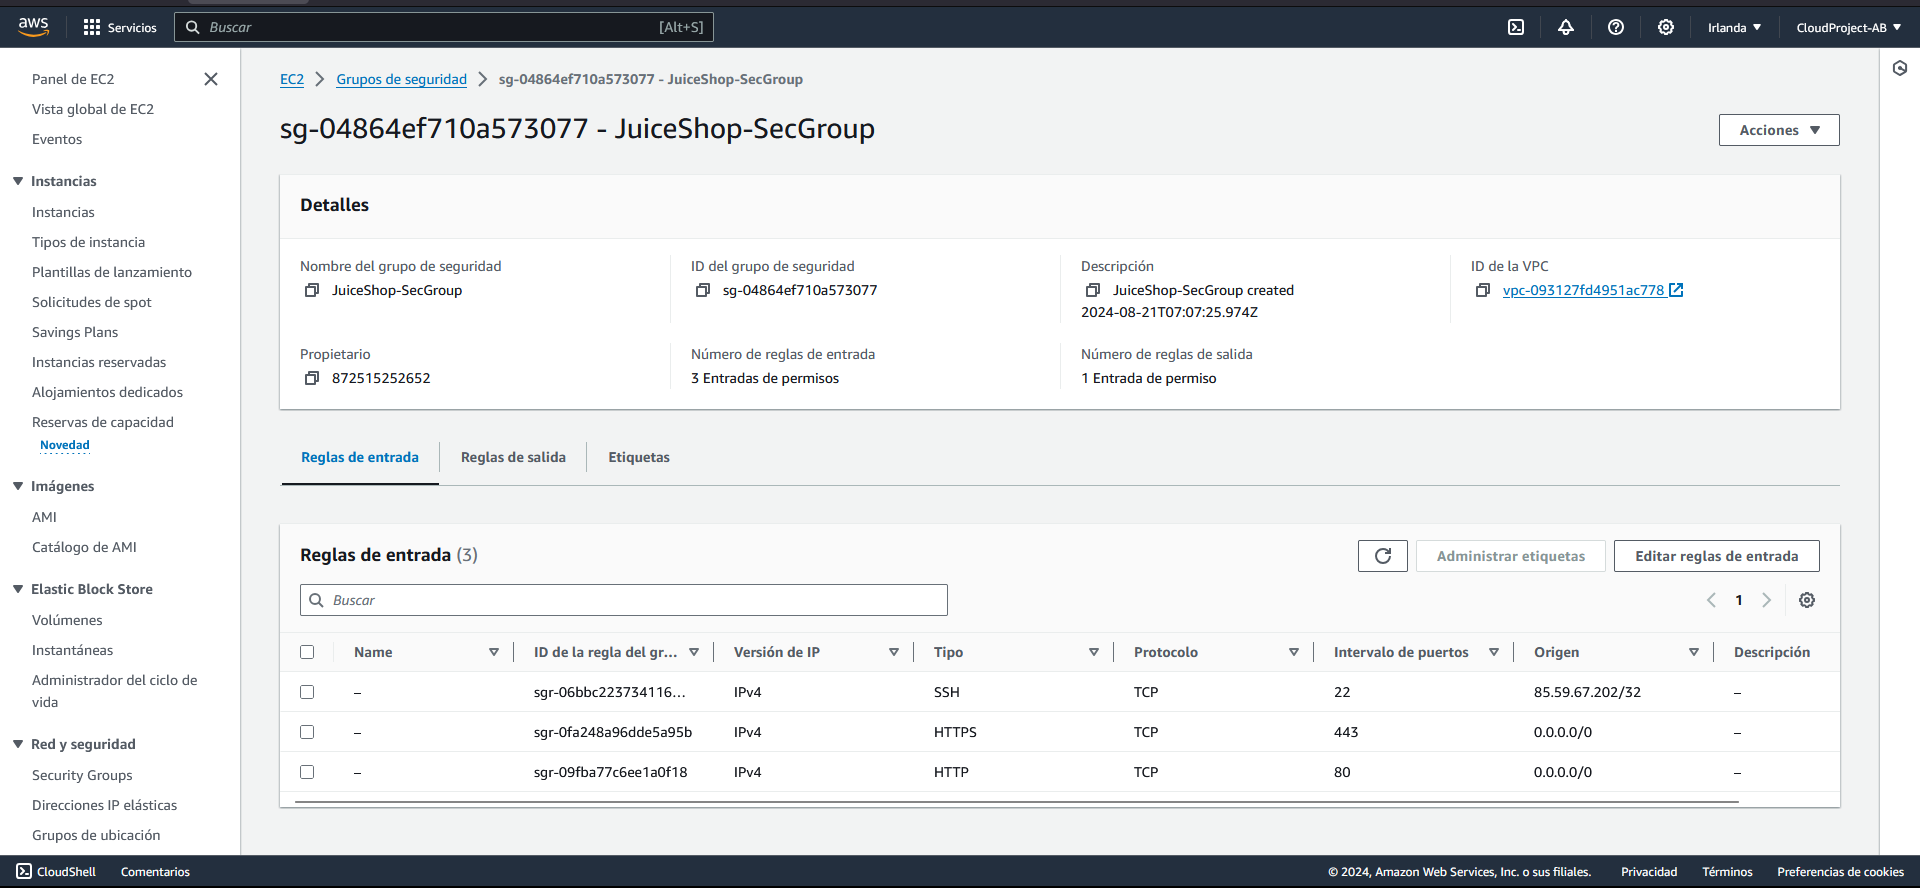 aws
Servicios
Buscar
[Alt+S]
Irlanda
CloudProject-AB
Panel de EC2
Vista global de EC2
Eventos
Instancias
Instancias
Tipos de instancia
Plantillas de lanzamiento
Solicitudes de spot
Savings Plans
Instancias reservadas
Alojamientos dedicados
Reservas de capacidad
Novedad
Imágenes
AMI
Catálogo de AMI
Elastic Block Store
Volúmenes
Instantáneas
Administrador del ciclo de
vida
Red y seguridad
Security Groups
Direcciones IP elásticas
Grupos de ubicación
EC2
Grupos de seguridad
sg-04864ef710a573077 - JuiceShop-SecGroup
sg-04864ef710a573077 - JuiceShop-SecGroup
Acciones
Detalles
Nombre del grupo de seguridad
JuiceShop-SecGroup
ID del grupo de seguridad
sg-04864ef710a573077
Descripción
JuiceShop-SecGroup created
2024-08-21T07:07:25.974Z
ID de la VPC
vpc-093127fd4951ac778
Propietario
872515252652
Número de reglas de entrada
3 Entradas de permisos
Número de reglas de salida
1 Entrada de permiso
Reglas de entrada
Reglas de salida
Etiquetas
Reglas de entrada (3)
Administrar etiquetas
Editar reglas de entrada
Buscar
1
Name
ID de la regla del gr...
Versión de IP
Tipo
Protocolo
Intervalo de puertos
Origen
Descripción
– sgr-06bbc223734116... IPv4 SSH TCP 22 85.59.67.202/32 –
– sgr-0fa248a96dde5a95b IPv4 HTTPS TCP 443 0.0.0.0/0 –
– sgr-09fba77c6ee1a0f18 IPv4 HTTP TCP 80 0.0.0.0/0 –
CloudShell
Comentarios
© 2024, Amazon Web Services, Inc. o sus filiales.
Privacidad
Términos
Preferencias de cookies